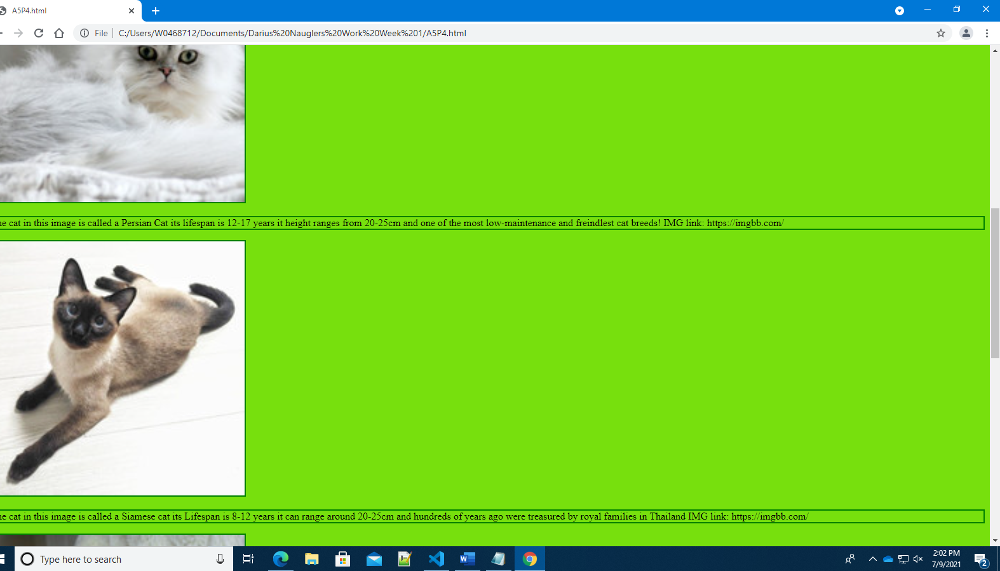 A5P4.html
File
C:/Users/W0468712/Documents/Darius%20Nauglers%20Work%20Week%201/A5P4.html
cat in this image is called a Persian Cat its lifespan is 12-17 years it height ranges from 20-25cm and one of the most low-maintenance and freindlest cat breeds! IMG link: https://imgbb.com/
cat in this image is called a Siamese cat its Lifespan is 8-12 years it can range around 20-25cm and hundreds of years ago were treasured by royal families in Thailand IMG link: https://imgbb.com/
Type here to search
2:02 PM
7/9/2021
2